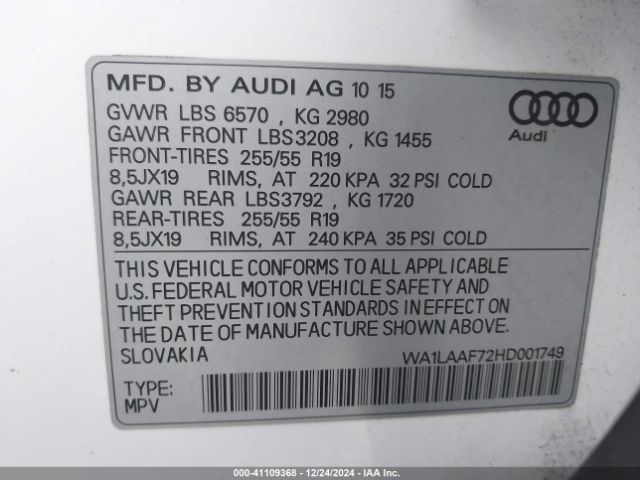 MFD. BY AUDI AG 10 15
GVWR LBS 6570 , KG 2980
GAWR FRONT LBS3208 , KG 1455
FRONT-TIRES 255/55 R19
8,5JX19 RIMS, AT 220 KPA 32 PSI COLD
GAWR REAR LBS3792 , KG 1720
REAR-TIRES 255/55 R19
8,5JX19 RIMS, AT 240 KPA 35 PSI COLD
Audi
THIS VEHICLE CONFORMS TO ALL APPLICABLE
U.S. FEDERAL MOTOR VEHICLE SAFETY AND
THEFT PREVENTION STANDARDS IN EFFECT ON
THE DATE OF MANUFACTURE SHOWN ABOVE.
SLOVAKIA WA1LAAF72HD001749
TYPE:
MPV
000-41109368 - 12/24/2024 - IAA Inc.